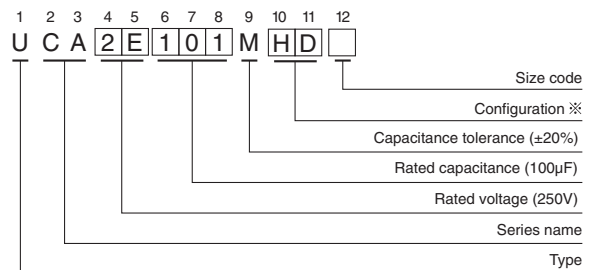 1 2 3 4 5 6 7 8 9 10 11 12
U C A 2 E 1 0 1 M H D
Size code
Configuration ※
Capacitance tolerance (±20%)
Rated capacitance (100µF)
Rated voltage (250V)
Series name
Type